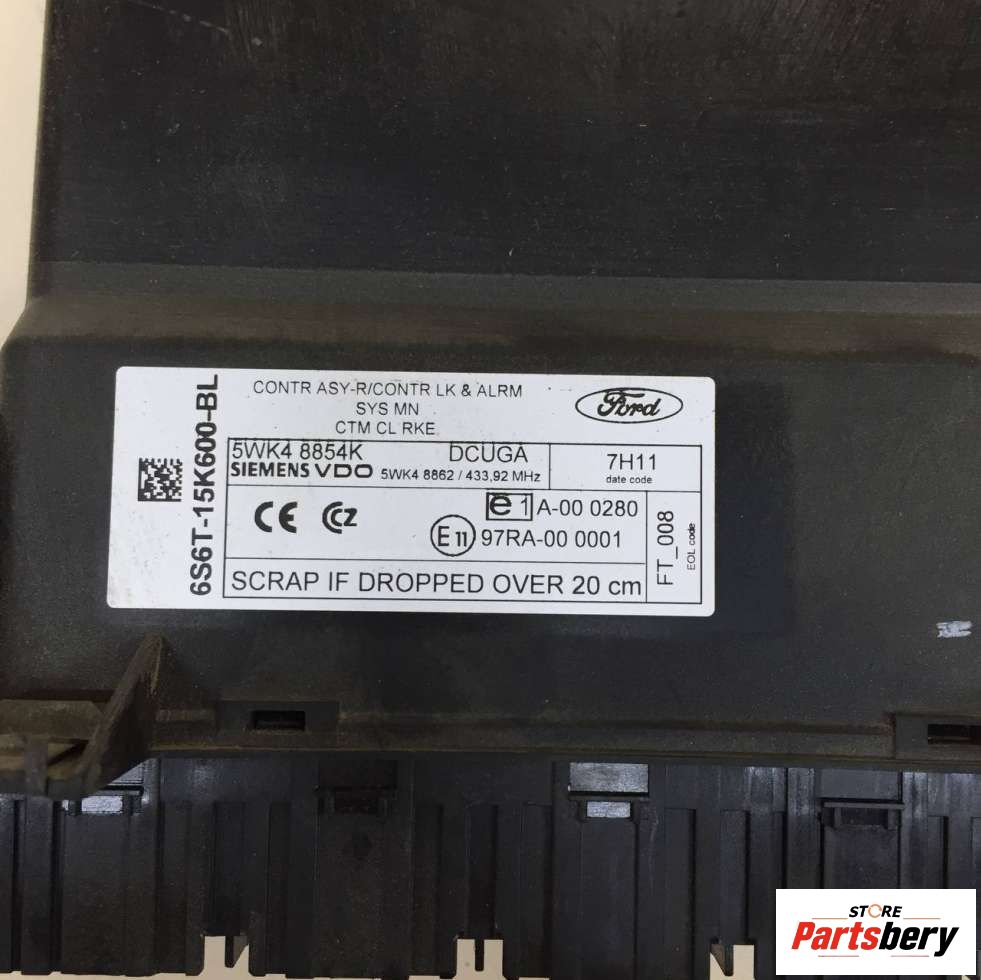 CONTR ASY-R/CONTR LK & ALRM
SYS MN
CTM CL RKE
Ford
6S6T-15K600-BL
5WK4 8854K DCUGA
SIEMENS VDO 5WK4 8862 / 433,92 MHz
7H11
date code
CE CCZ
e 1 A-00 0280
E 11 97RA-00 0001
FT_008
EOL code
SCRAP IF DROPPED OVER 20 cm
STORE
Partsbery